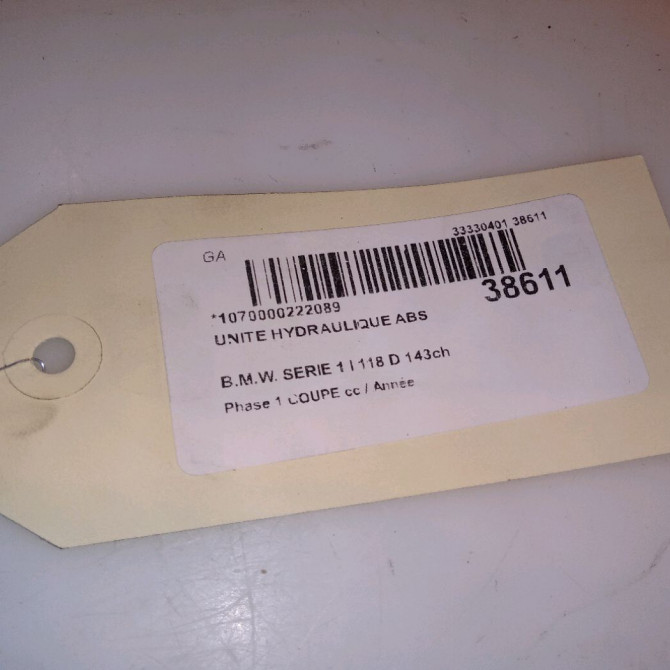 GA
33330401 38611
38611
*1070000222089
UNITE HYDRAULIQUE ABS
B.M.W. SERIE 1 I 118 D 143ch
Phase 1 COUPE cc / Année